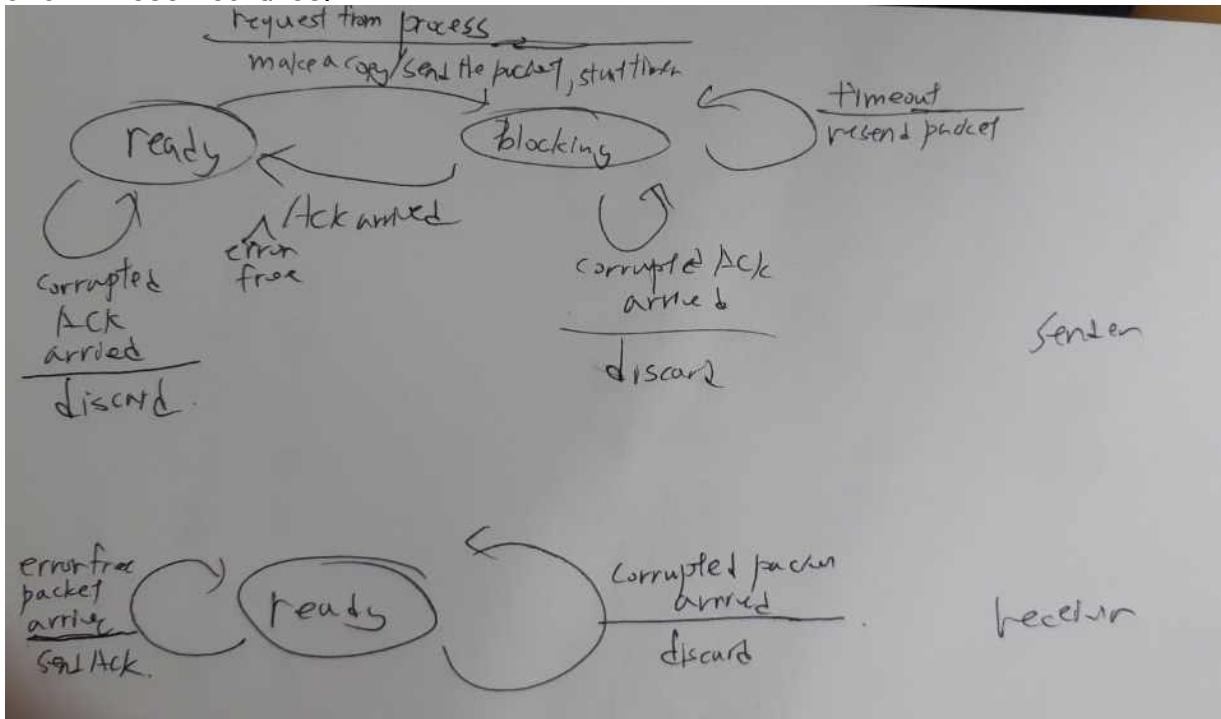 request from process
make a copy/send the packet, start timer
timeout
resend packet
ready
blocking
Ack arrived
error
free
corrupted
ACK
arrived
discard.
corrupted Ack
arrived
discard
sender
error free
packet
arrive
send Ack.
ready
corrupted packet
arrived
discard
receiver